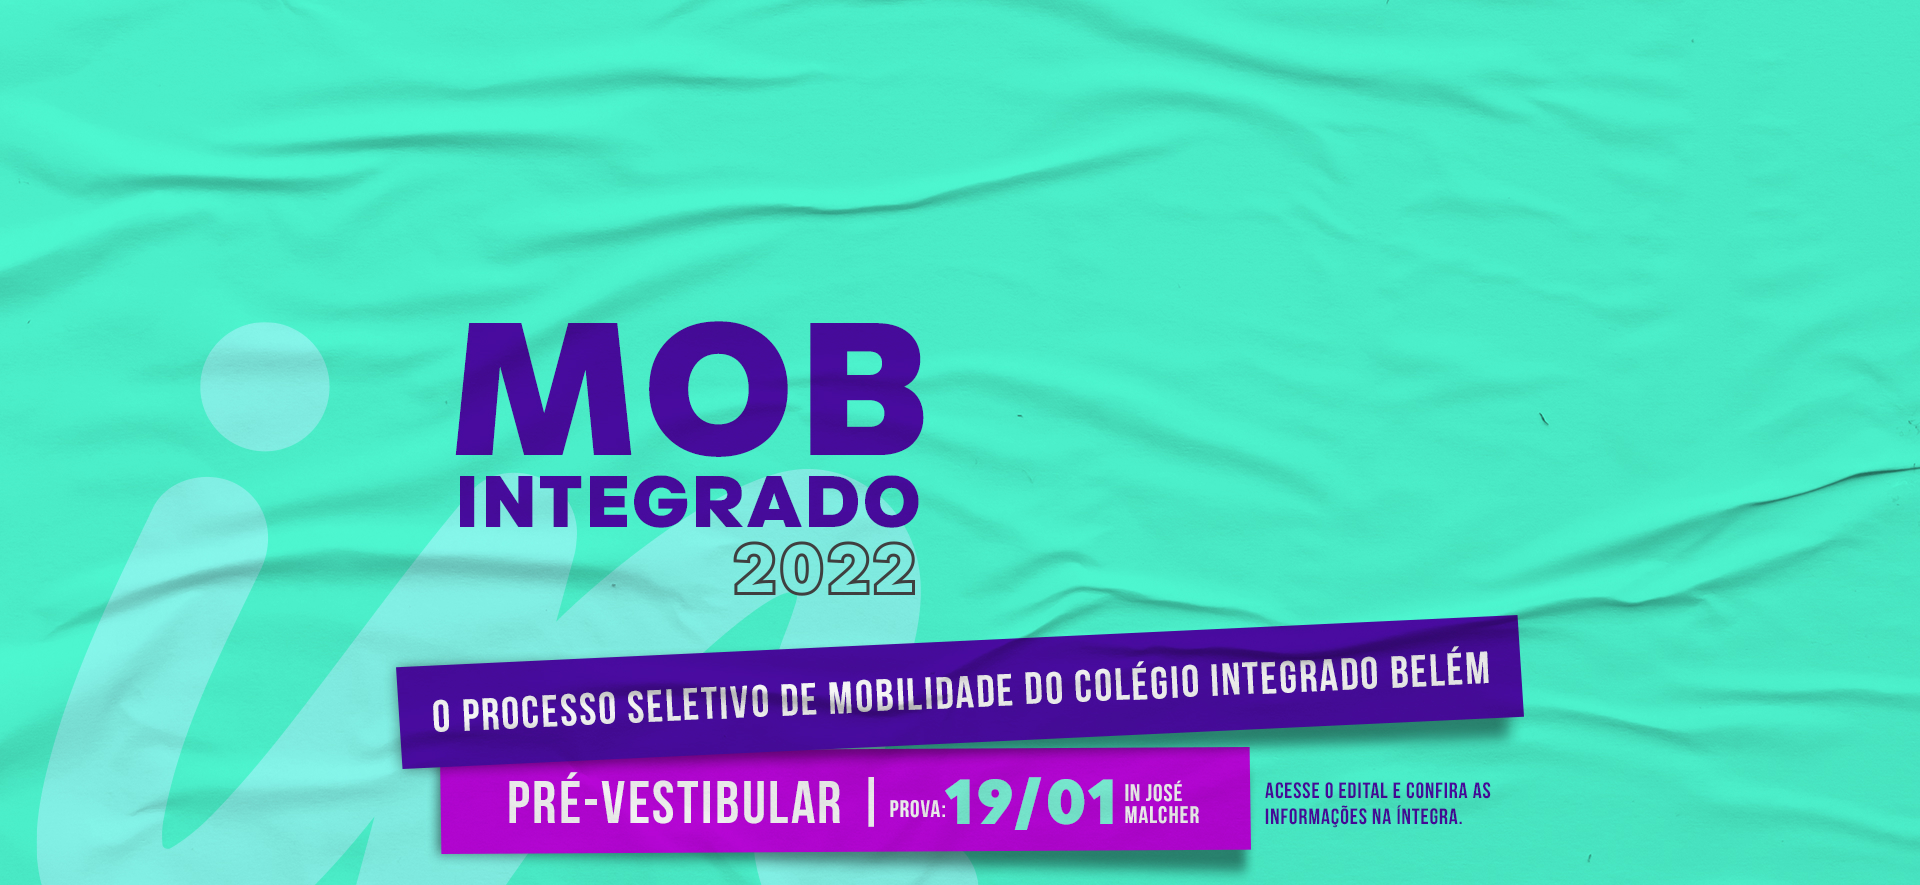 MOB
INTEGRADO
2022
O PROCESSO SELETIVO DE MOBILIDADE DO COLÉGIO INTEGRADO BELÉM
PRÉ-VESTIBULAR | PROVA: 19/01 IN JOSÉ
MALCHER
ACESSE O EDITAL E CONFIRA AS
INFORMAÇÕES NA ÍNTEGRA.
in